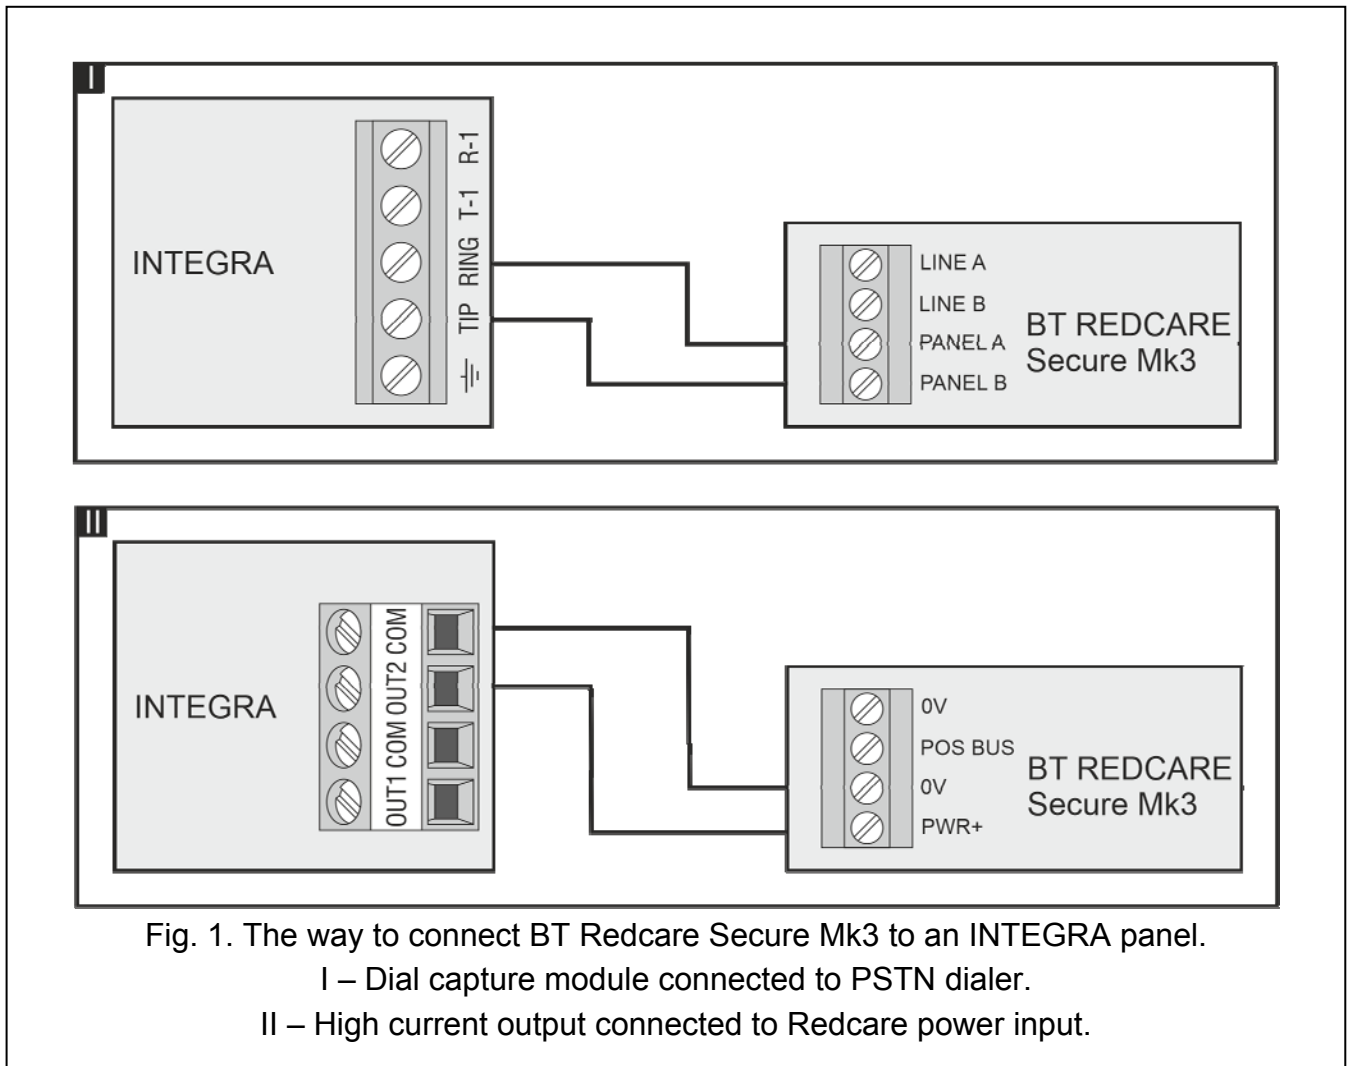 I
INTEGRA
R-1
T-1
RING
TIP
LINE A
LINE B
PANEL A
PANEL B
BT REDCARE
Secure Mk3
II
INTEGRA
COM
OUT2
COM
OUT1
0V
POS BUS
0V
PWR+
BT REDCARE
Secure Mk3
Fig. 1. The way to connect BT Redcare Secure Mk3 to an INTEGRA panel.
I – Dial capture module connected to PSTN dialer.
II – High current output connected to Redcare power input.